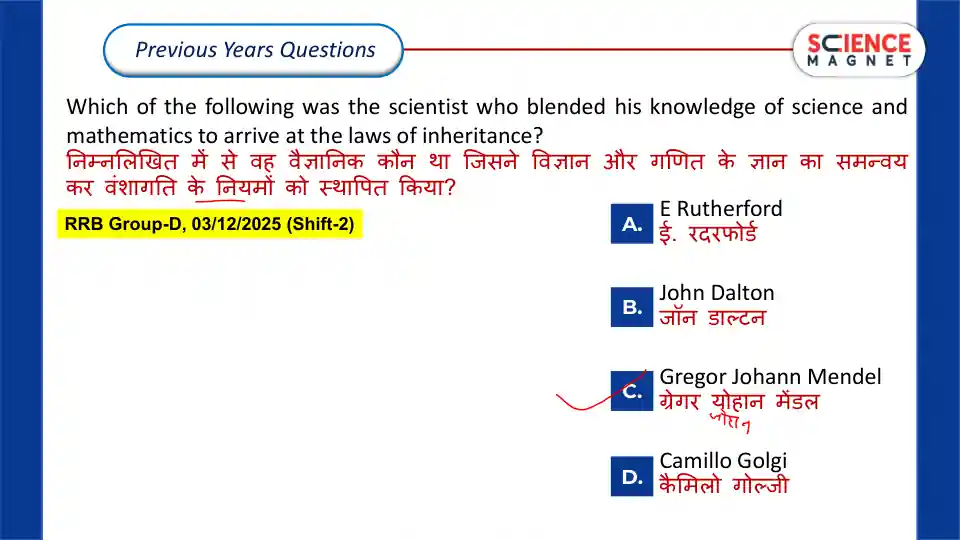 Previous Years Questions
SCIENCE
MAGNET
Which of the following was the scientist who blended his knowledge of science and
mathematics to arrive at the laws of inheritance?
निम्नलिखित में से वह वैज्ञानिक कौन था जिसने विज्ञान और गणित के ज्ञान का समन्वय
कर वंशागति के नियमों को स्थापित किया?
RRB Group-D, 03/12/2025 (Shift-2)
A. E Rutherford
ई. रदरफोर्ड
B. John Dalton
जॉन डाल्टन
C. Gregor Johann Mendel
ग्रेगर योहान मेंडल
D. Camillo Golgi
कैमिलो गोल्जी